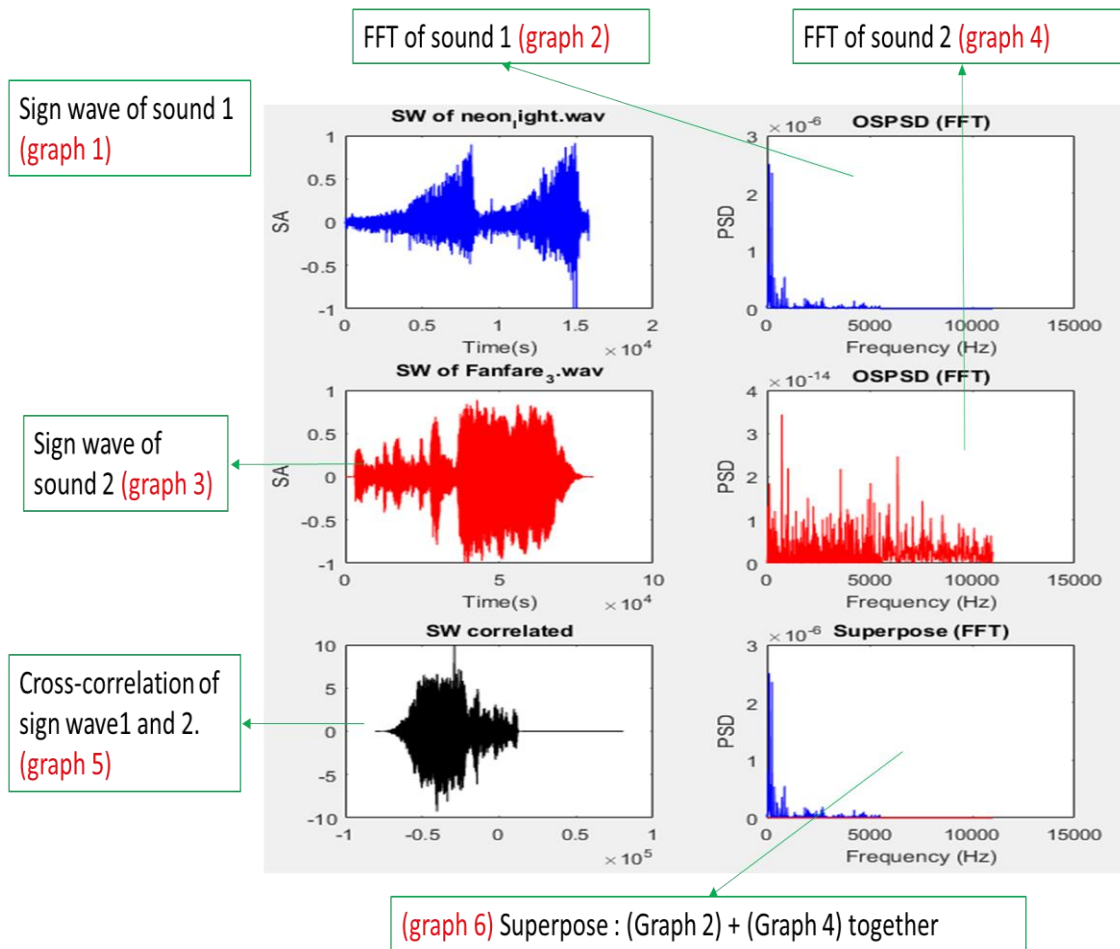 FFT of sound 1 (graph 2)
FFT of sound 2 (graph 4)
Sign wave of sound 1
(graph 1)
SW of neon_light.wav
1
0.5
0
-0.5
-1
SA
0
0.5
1
1.5
2
× 10^4
Time(s)
OSPSD (FFT)
× 10^-6
3
2
1
0
PSD
0
5000
10000
15000
Frequency (Hz)
Sign wave of
sound 2 (graph 3)
SW of Fanfare_3.wav
1
0.5
0
-0.5
-1
SA
0
5
10
× 10^4
Time(s)
OSPSD (FFT)
× 10^-14
4
3
2
1
0
PSD
0
5000
10000
15000
Frequency (Hz)
Cross-correlation of
sign wave1 and 2.
(graph 5)
SW correlated
10
5
0
-5
-10
-1
-0.5
0
0.5
1
× 10^5
Superpose (FFT)
× 10^-6
3
2
1
0
PSD
0
5000
10000
15000
Frequency (Hz)
(graph 6) Superpose : (Graph 2) + (Graph 4) together